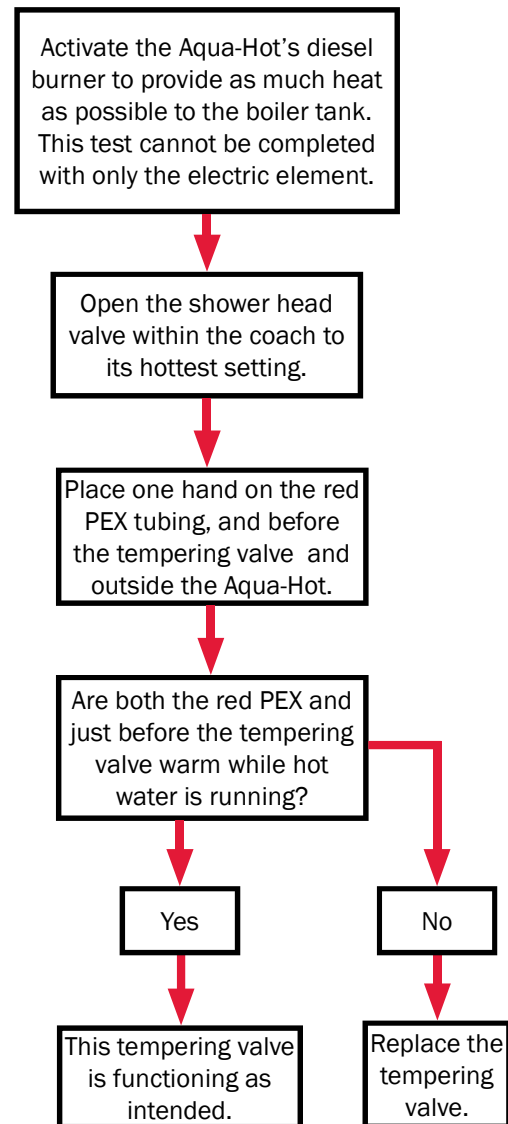 Activate the Aqua-Hot's diesel
burner to provide as much heat
as possible to the boiler tank.
This test cannot be completed
with only the electric element.
Open the shower head
valve within the coach to
its hottest setting.
Place one hand on the red
PEX tubing, and before
the tempering valve and
outside the Aqua-Hot.
Are both the red PEX and
just before the tempering
valve warm while hot
water is running?
Yes
No
This tempering valve
is functioning as
intended.
Replace the
tempering
valve.